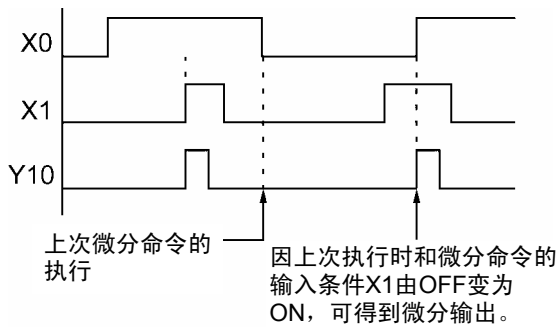 X0
X1
Y10
上次微分命令的
执行
因上次执行时和微分命令的
输入条件X1由OFF变为
ON，可得到微分输出。